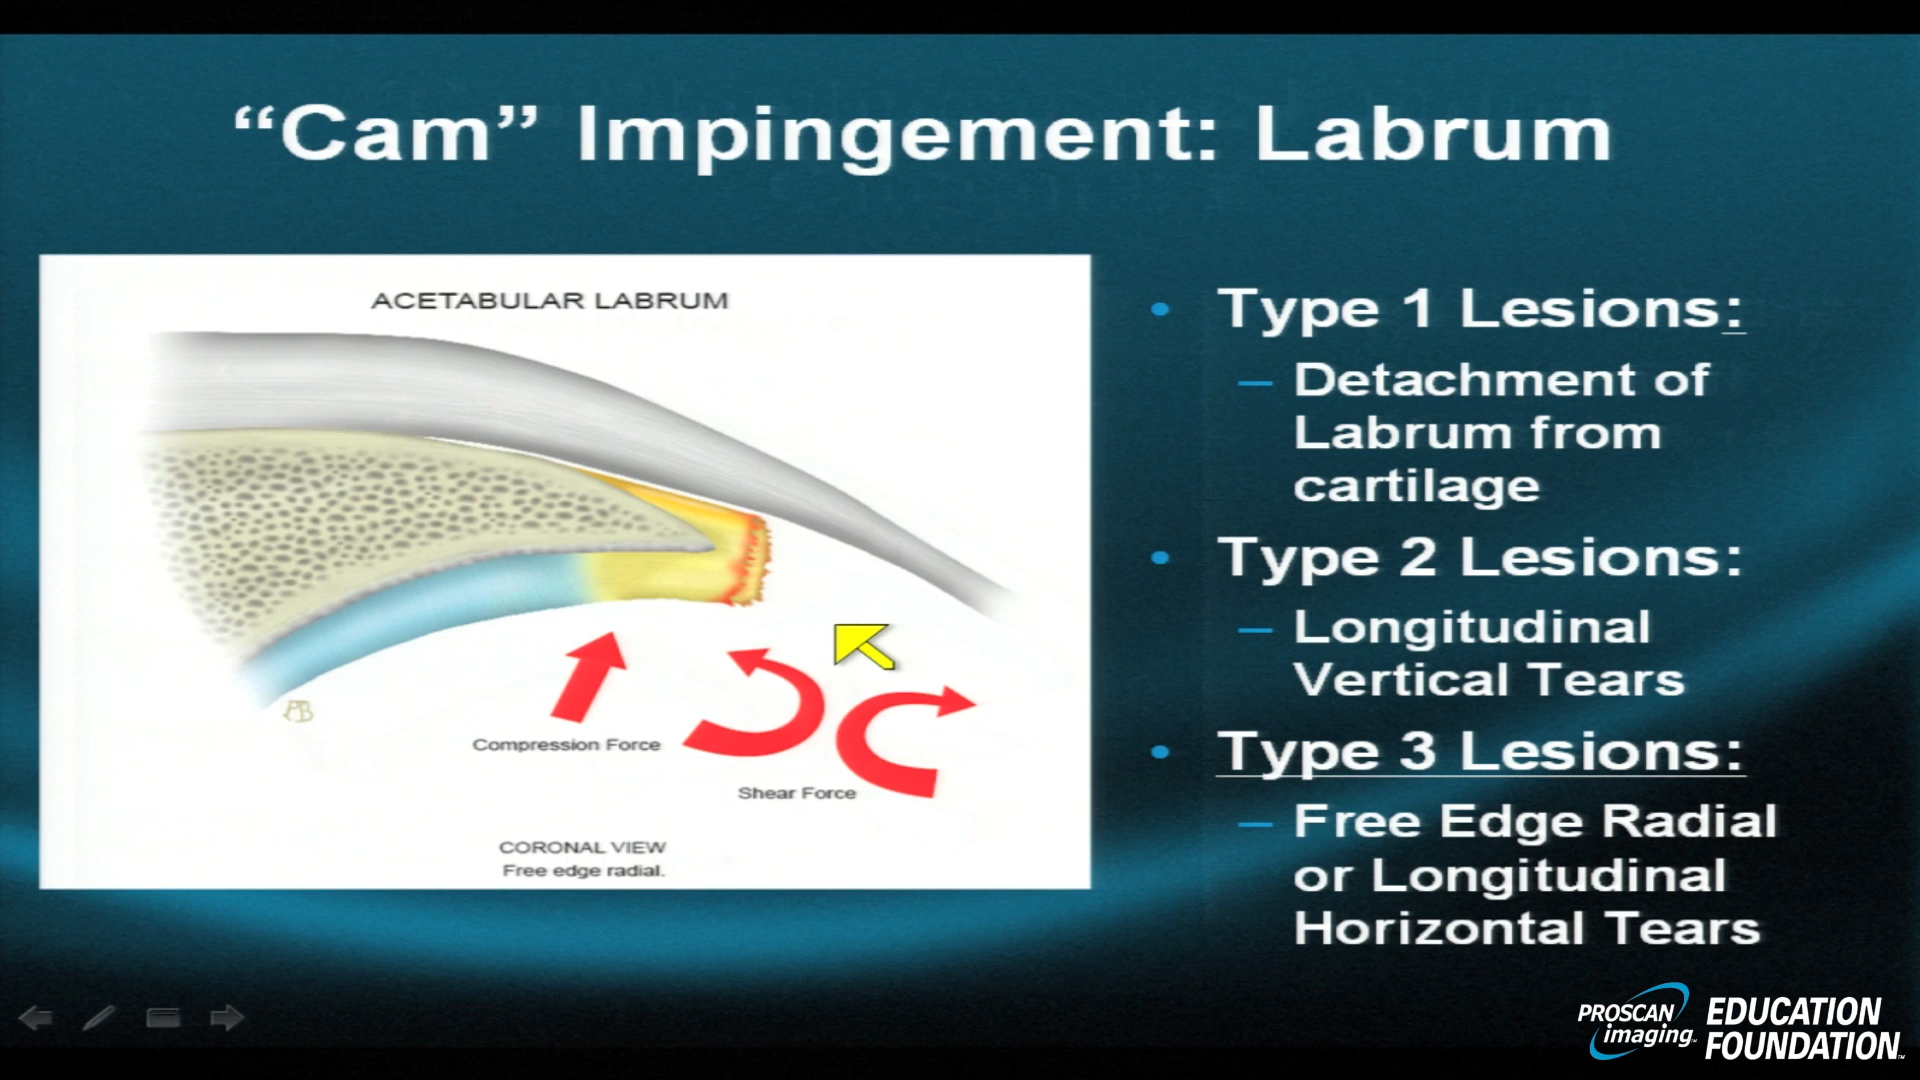 “Cam” Impingement: Labrum
ACETABULAR LABRUM
PB
Compression Force
Shear Force
CORONAL VIEW
Free edge radial.
• Type 1 Lesions:
– Detachment of
Labrum from
cartilage
• Type 2 Lesions:
– Longitudinal
Vertical Tears
• Type 3 Lesions:
– Free Edge Radial
or Longitudinal
Horizontal Tears
PROSCAN
imaging
EDUCATION
FOUNDATION